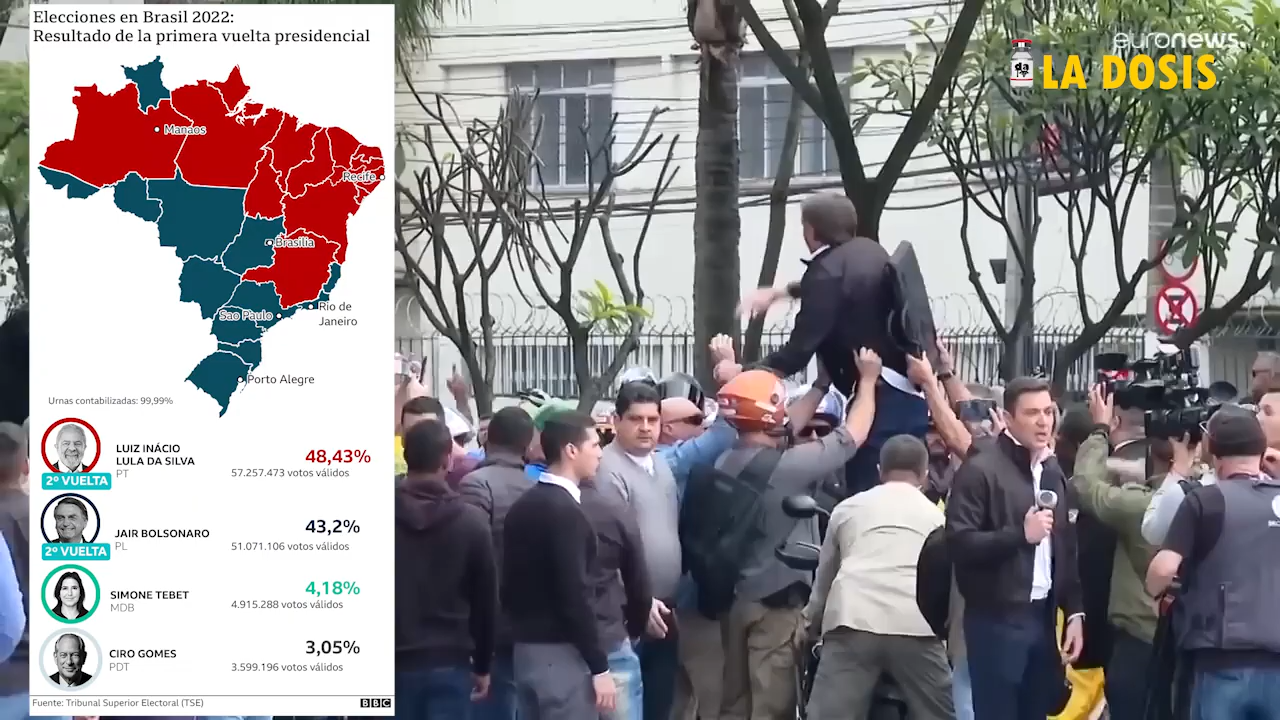 Elecciones en Brasil 2022:
Resultado de la primera vuelta presidencial
Manaos
Recife
Brasilia
Rio de
Janeiro
Sao Paulo
Porto Alegre
Urnas contabilizadas: 99,99%
LUIZ INÁCIO
LULA DA SILVA
PT
48,43%
57.257.473 votos válidos
2º VUELTA
JAIR BOLSONARO
PL
43,2%
51.071.106 votos válidos
2º VUELTA
SIMONE TEBET
MDB
4,18%
4.915.288 votos válidos
CIRO GOMES
PDT
3,05%
3.599.196 votos válidos
Fuente: Tribunal Superior Electoral (TSE)
BBC
euronews.
LA DOSIS